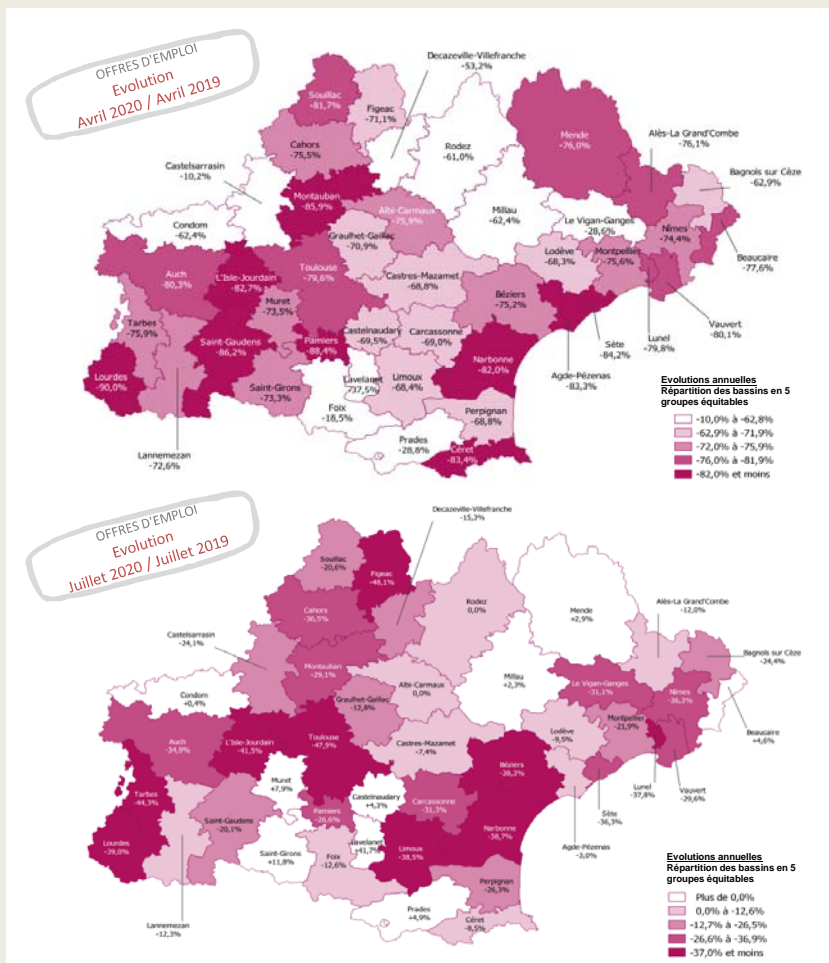 OFFRES D'EMPLOI
Evolution
Avril 2020 / Avril 2019
Decazeville-Villefranche
-53,2%
Souillac
-81,7%
Figeac
-71,1%
Mende
-76,0%
Alès-La Grand'Combe
-76,1%
Cahors
-75,5%
Rodez
-61,0%
Castelsarrasin
-10,2%
Bagnols sur Cèze
-62,9%
Montauban
-85,9%
Albi-Carmaux
-75,9%
Millau
-62,4%
Le Vigan-Ganges
-28,6%
Condom
-62,4%
Graulhet-Gaillac
-70,9%
Nîmes
-74,4%
Lodève
-68,3%
Montpellier
-75,6%
Beaucaire
-77,6%
Auch
-80,3%
L'Isle-Jourdain
-82,7%
Toulouse
-79,6%
Castres-Mazamet
-68,8%
Muret
-73,5%
Béziers
-75,2%
Tarbes
-75,9%
Saint-Gaudens
-86,2%
Pamiers
-88,4%
Castelnaudary
-69,5%
Carcassonne
-69,0%
Sète
-84,2%
Lunel
-79,8%
Vauvert
-80,1%
Narbonne
-82,0%
Agde-Pézenas
-83,3%
Lourdes
-90,0%
Saint-Girons
-73,3%
Lavelanet
-737,5%
Limoux
-68,4%
Foix
-18,5%
Perpignan
-68,8%
Lannemezan
-72,6%
Prades
-28,8%
Céret
-83,4%
Evolutions annuelles
Répartition des bassins en 5
groupes équitables
-10,0% à -62,8%
-62,9% à -71,9%
-72,0% à -75,9%
-76,0% à -81,9%
-82,0% et moins
OFFRES D'EMPLOI
Evolution
Juillet 2020 / Juillet 2019
Decazeville-Villefranche
-15,3%
Souillac
-20,6%
Figeac
-48,1%
Rodez
0,0%
Mende
+2,9%
Alès-La Grand'Combe
-12,0%
Cahors
-36,5%
Castelsarrasin
-24,1%
Bagnols sur Cèze
-24,4%
Montauban
-29,1%
Albi-Carmaux
0,0%
Millau
+2,3%
Le Vigan-Ganges
-31,1%
Nîmes
-36,3%
Condom
+0,4%
Graulhet-Gaillac
-12,8%
Montpellier
-21,9%
Beaucaire
+4,6%
Auch
-34,9%
L'Isle-Jourdain
-41,5%
Toulouse
-47,9%
Castres-Mazamet
-7,4%
Lodève
-9,5%
Béziers
-38,3%
Muret
+7,9%
Tarbes
-44,3%
Castelnaudary
+4,3%
Carcassonne
-31,3%
Lunel
-37,8%
Vauvert
-29,6%
Saint-Gaudens
-20,1%
Pamiers
-26,6%
Sète
-36,3%
Narbonne
-38,7%
Lourdes
-39,0%
Saint-Girons
+11,8%
Foix
-12,6%
Lavelanet
+41,7%
Limoux
-38,5%
Agde-Pézenas
-3,0%
Perpignan
-26,3%
Lannemezan
-12,3%
Prades
+4,9%
Céret
Evolutions annuelles
Répartition des bassins en 5
groupes équitables
Plus de 0,0%
0,0% à -12,6%
-12,7% à -26,5%
-26,6% à -36,9%
-37,0% et moins